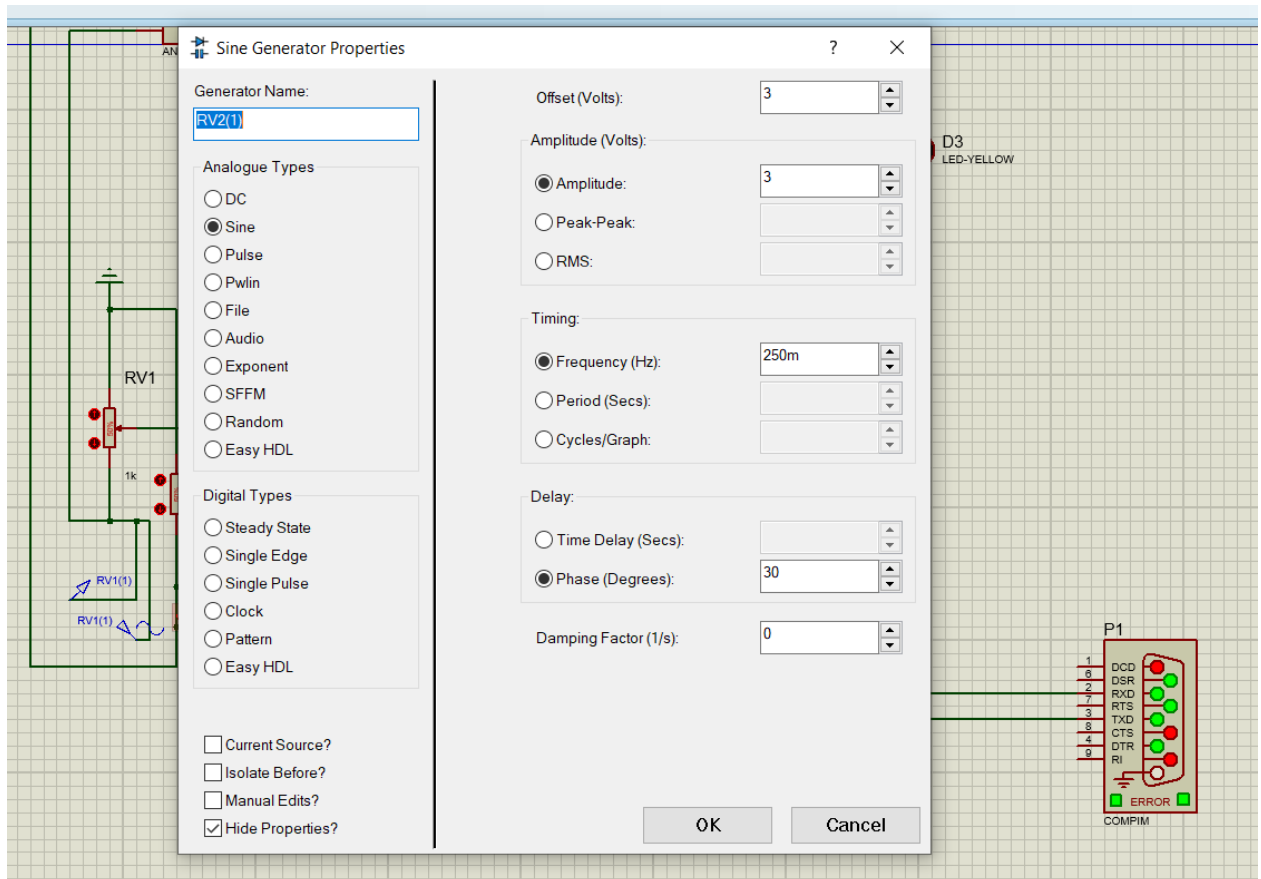 AN
Sine Generator Properties
?
Generator Name:
RV2(1)
Analogue Types
DC
Sine
Pulse
Pwlin
File
Audio
Exponent
SFFM
Random
Easy HDL
Digital Types
Steady State
Single Edge
Single Pulse
Clock
Pattern
Easy HDL
Current Source?
Isolate Before?
Manual Edits?
Hide Properties?
Offset (Volts):
3
Amplitude (Volts):
Amplitude:
3
Peak-Peak:
RMS:
Timing:
Frequency (Hz):
250m
Period (Secs):
Cycles/Graph:
Delay:
Time Delay (Secs):
Phase (Degrees):
30
Damping Factor (1/s):
0
OK
Cancel
RV1
1k
RV1(1)
RV1(1)
D3
LED-YELLOW
P1
1 DCD
6 DSR
2 RXD
7 RTS
3 TXD
8 CTS
4 DTR
9 RI
ERROR
COMPIM